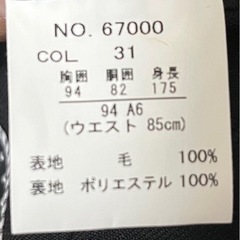 NO. 67000
COL 31
胸囲 胴囲 身長
94 82 175
94 A6
(ウエスト 85cm)
表地 毛 100%
裏地 ポリエステル 100%